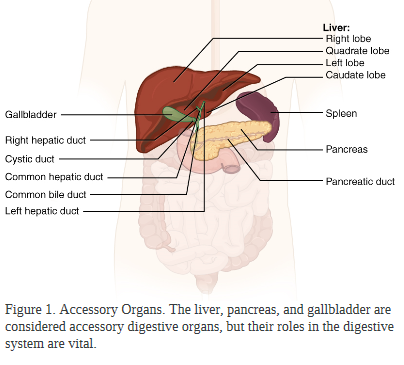 Liver:
Right lobe
Quadrate lobe
Left lobe
Caudate lobe
Gallbladder
Spleen
Right hepatic duct
Pancreas
Cystic duct
Common hepatic duct
Pancreatic duct
Common bile duct
Left hepatic duct
Figure 1. Accessory Organs. The liver, pancreas, and gallbladder are
considered accessory digestive organs, but their roles in the digestive
system are vital.